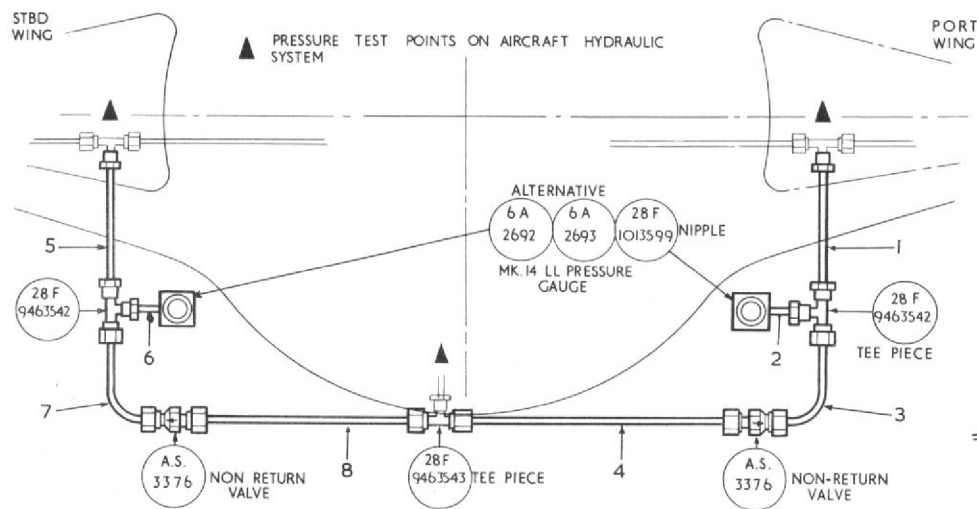 STBD
WING
PRESSURE TEST POINTS ON AIRCRAFT HYDRAULIC
SYSTEM
PORT
WING
ALTERNATIVE
6 A
2692
6 A
2693
28 F
1013599
NIPPLE
MK. 14 LL PRESSURE
GAUGE
5
1
28 F
9463542
6
2
28 F
9463542
TEE PIECE
7
3
8
4
A.S.
3376
NON RETURN
VALVE
28F
9463543
TEE PIECE
A.S.
3376
NON-RETURN
VALVE